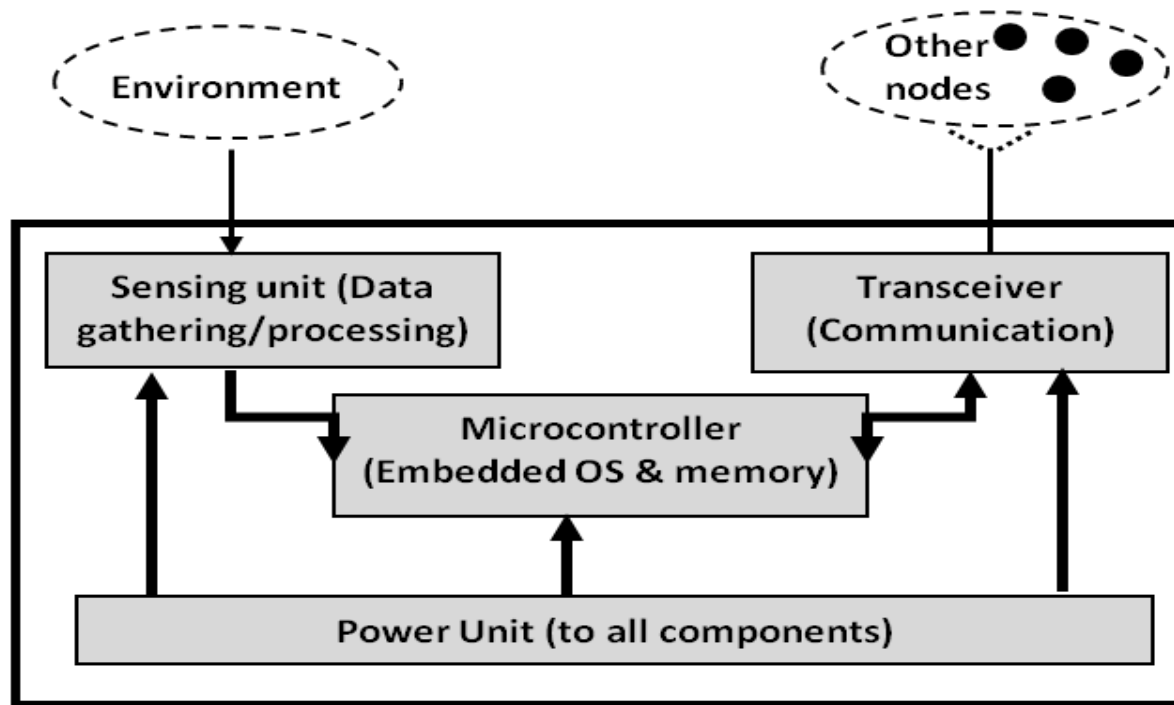 Environment
Other
nodes
Sensing unit (Data
gathering/processing)
Transceiver
(Communication)
Microcontroller
(Embedded OS & memory)
Power Unit (to all components)